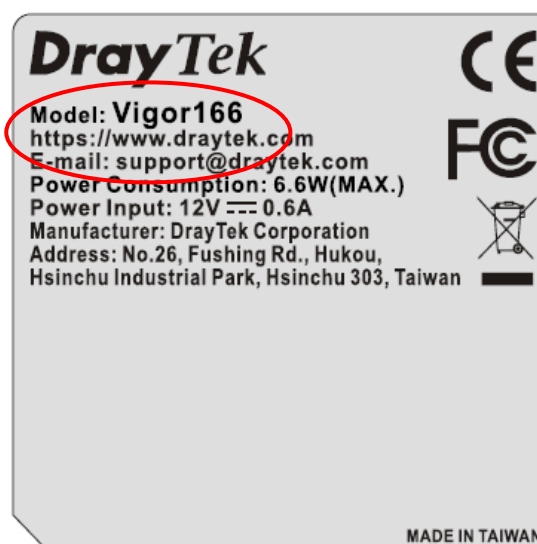 DrayTek
Model: Vigor166
https://www.draytek.com
E-mail: support@draytek.com
Power Consumption: 6.6W(MAX.)
Power Input: 12V ⎓ 0.6A
Manufacturer: DrayTek Corporation
Address: No.26, Fushing Rd., Hukou,
Hsinchu Industrial Park, Hsinchu 303, Taiwan
CE
FC
MADE IN TAIWAN